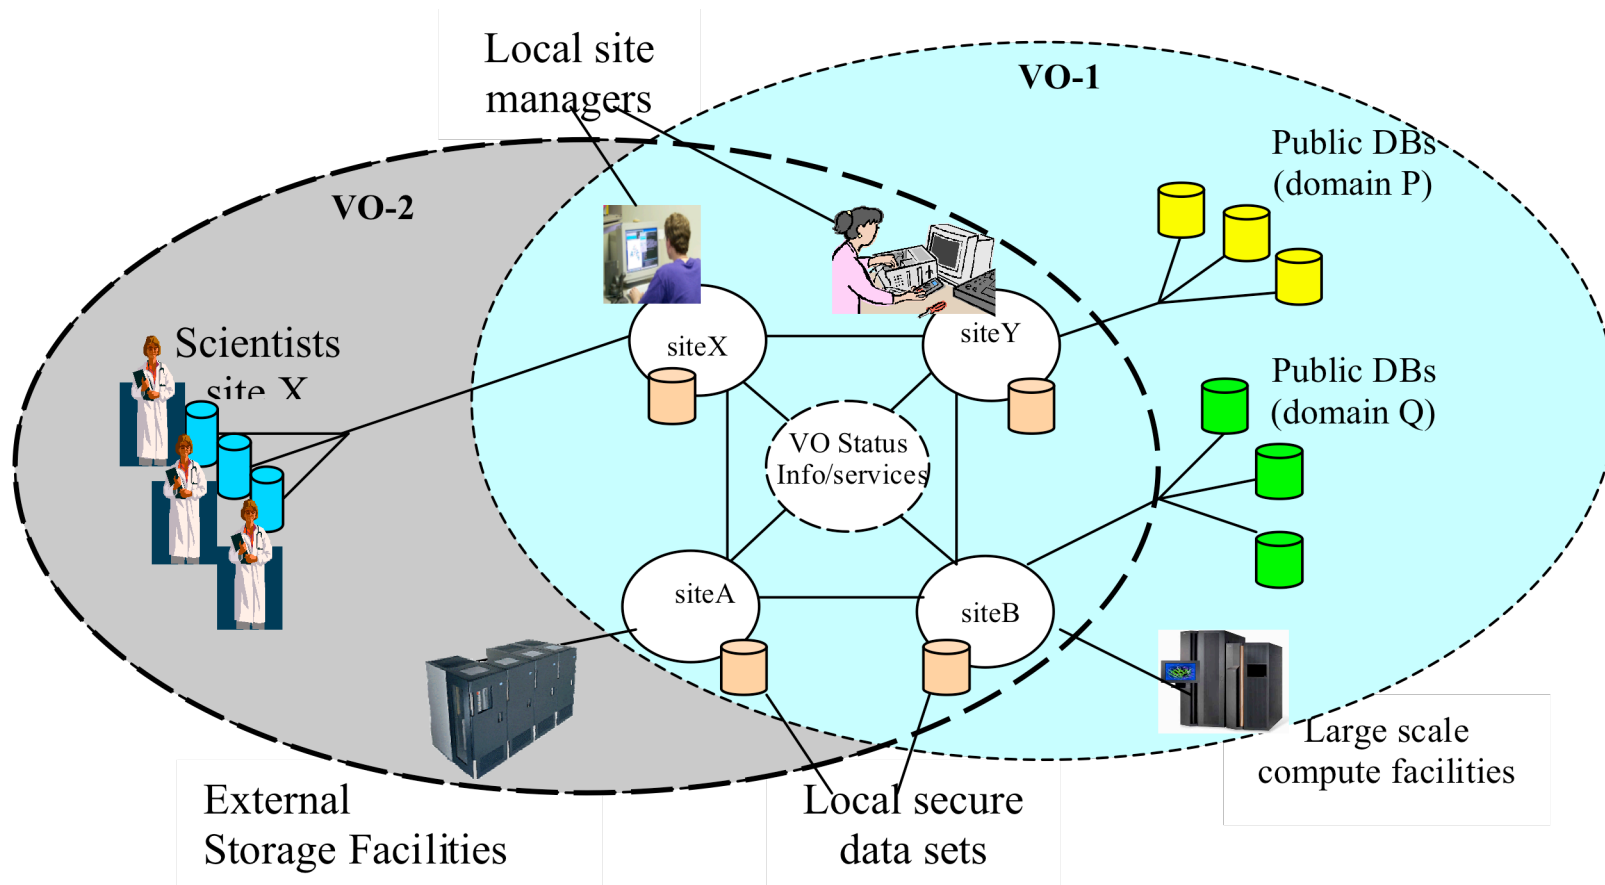 Local site
managers
VO-1
Public DBs
(domain P)
VO-2
Scientists
site X
siteX
siteY
Public DBs
(domain Q)
VO Status
Info/services
siteA
siteB
Large scale
compute facilities
External
Storage Facilities
Local secure
data sets